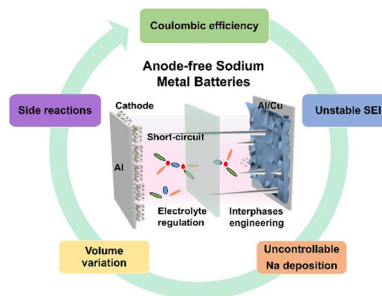 Coulombic efficiency
Anode-free Sodium
Metal Batteries
Side reactions
Cathode
Al/Cu
Unstable SEI
Short-circuit
Al
Electrolyte
regulation
Interphases
engineering
Volume
variation
Uncontrollable
Na deposition